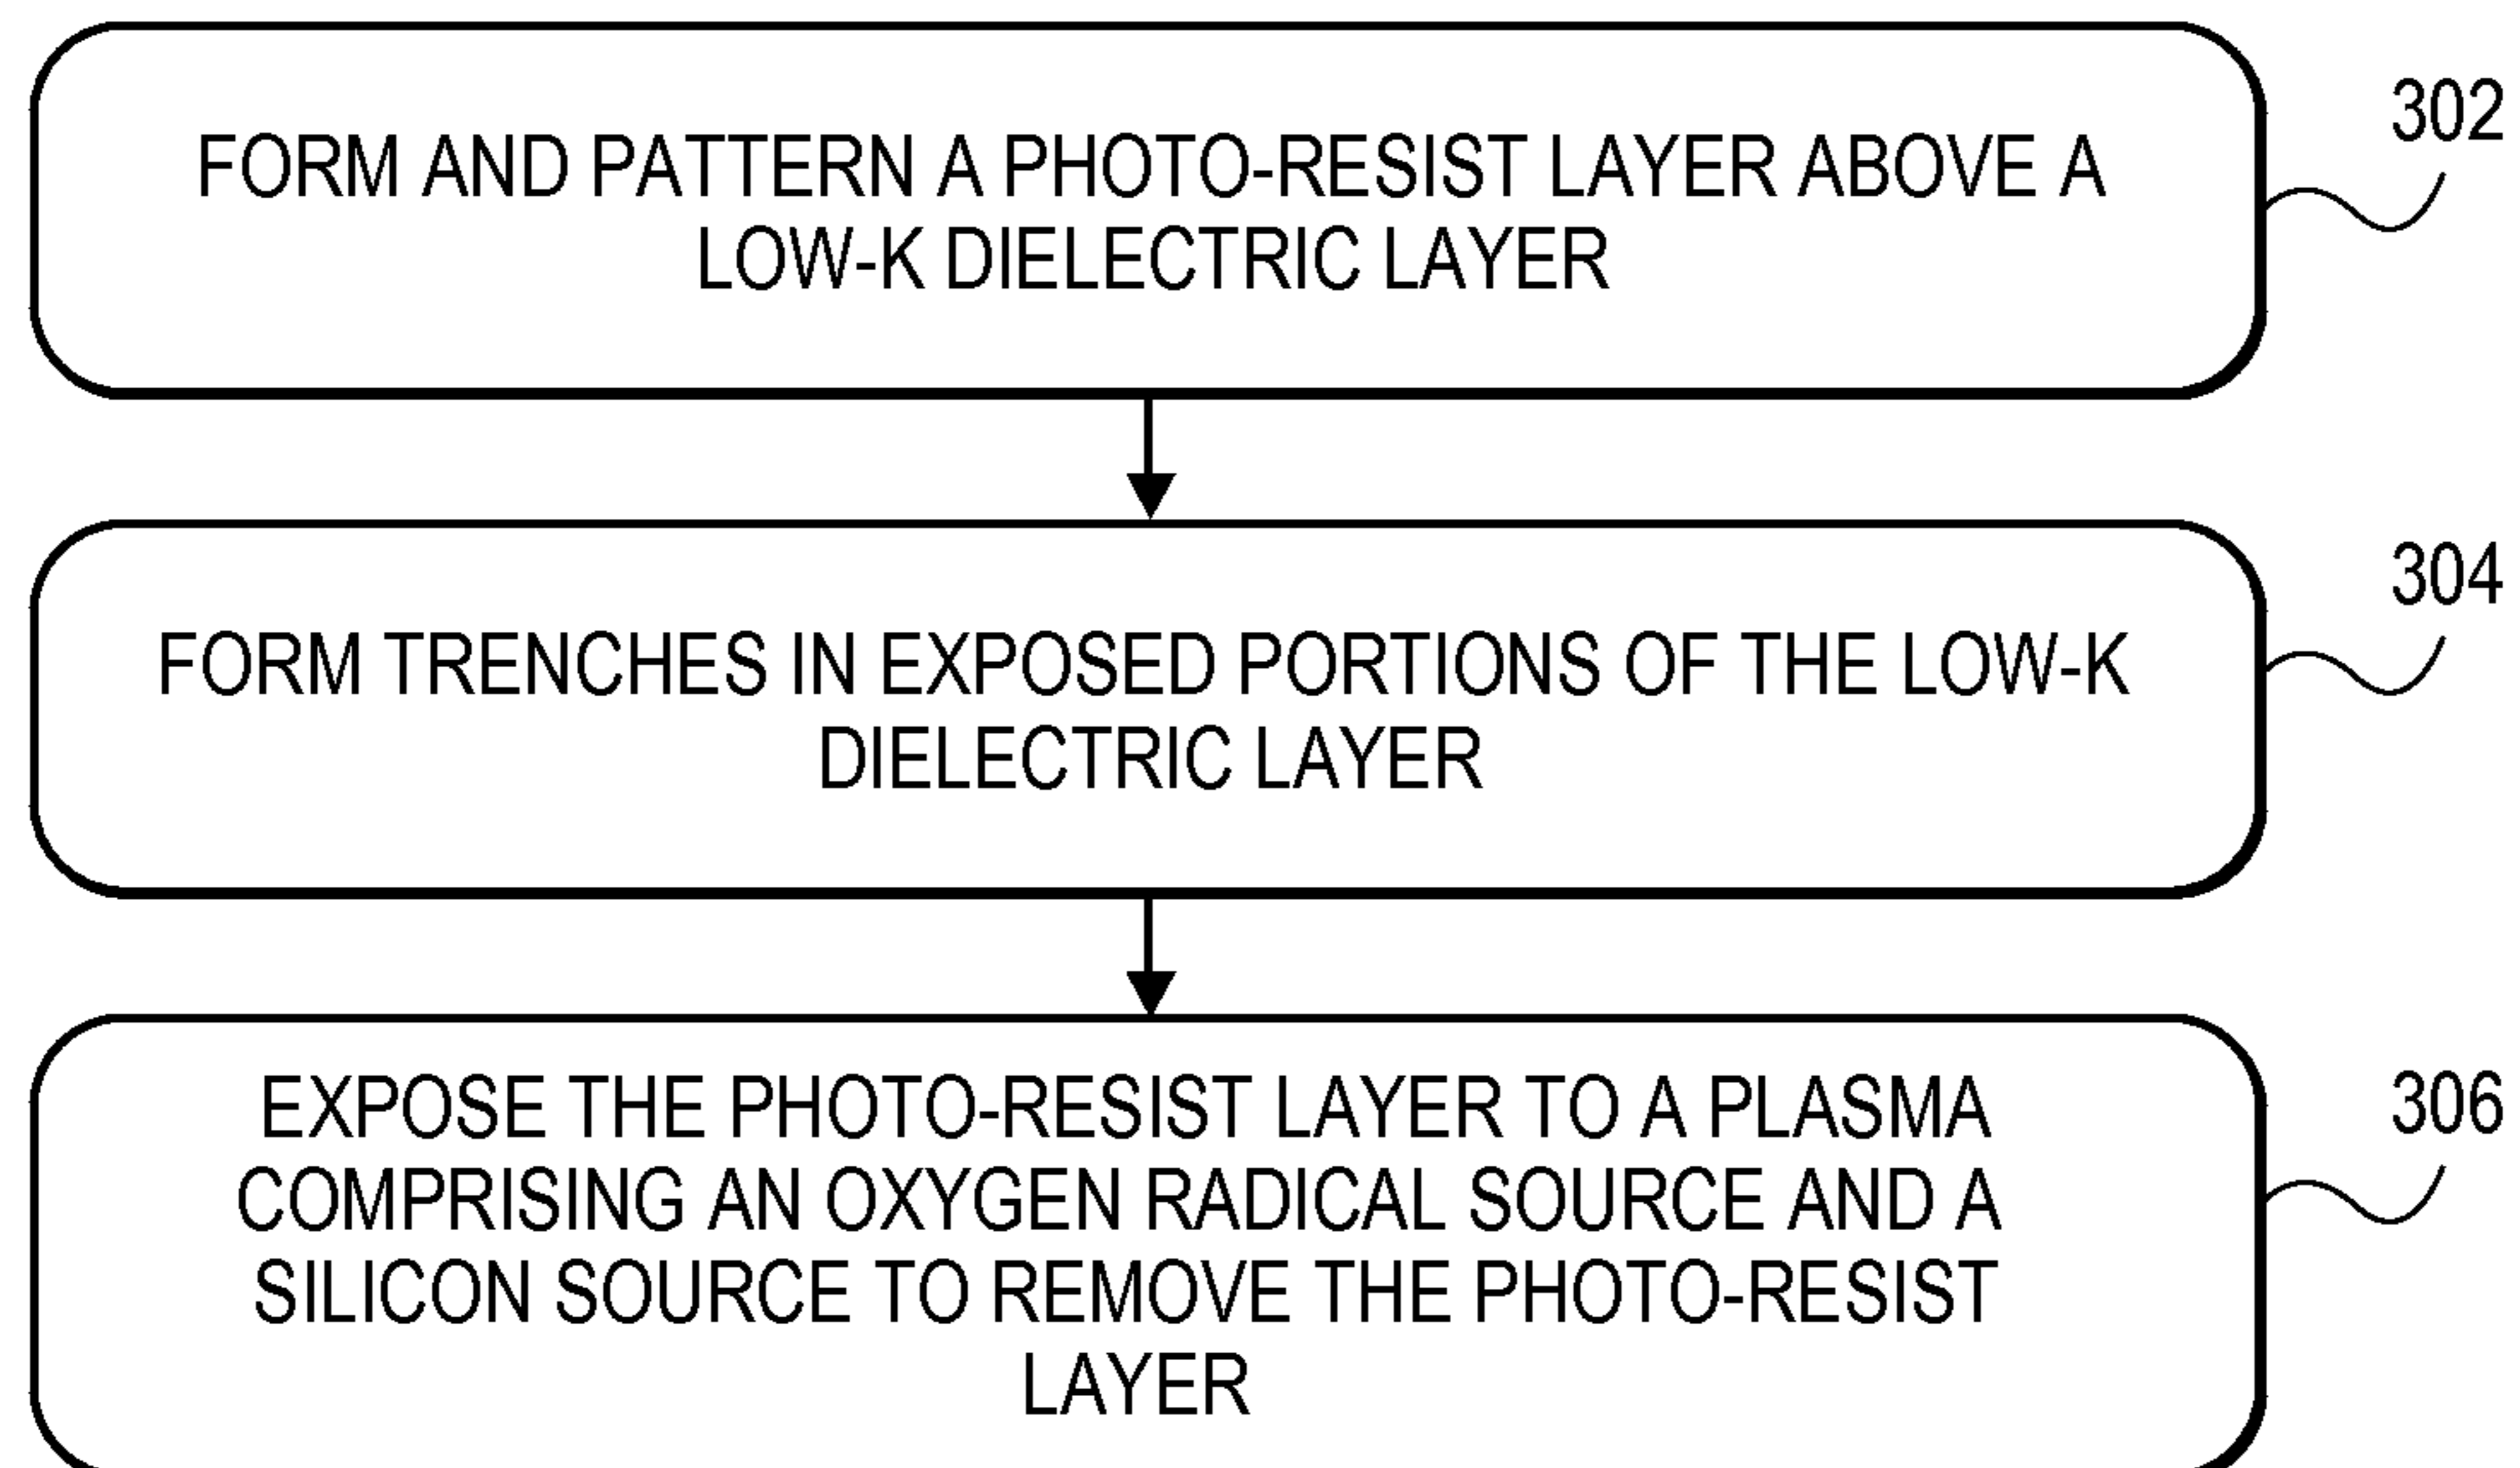 302
FORM AND PATTERN A PHOTO-RESIST LAYER ABOVE A
LOW-K DIELECTRIC LAYER
304
FORM TRENCHES IN EXPOSED PORTIONS OF THE LOW-K
DIELECTRIC LAYER
306
EXPOSE THE PHOTO-RESIST LAYER TO A PLASMA
COMPRISING AN OXYGEN RADICAL SOURCE AND A
SILICON SOURCE TO REMOVE THE PHOTO-RESIST
LAYER